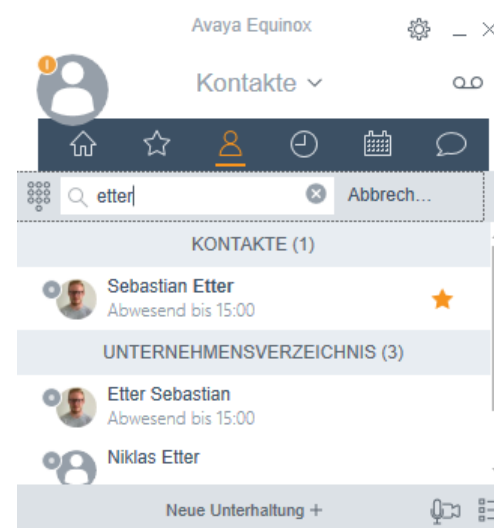 Avaya Equinox
Kontakte
etter
Abbrech...
KONTAKTE (1)
Sebastian Etter
Abwesend bis 15:00
UNTERNEHMENSVERZEICHNIS (3)
Etter Sebastian
Abwesend bis 15:00
Niklas Etter
Neue Unterhaltung +